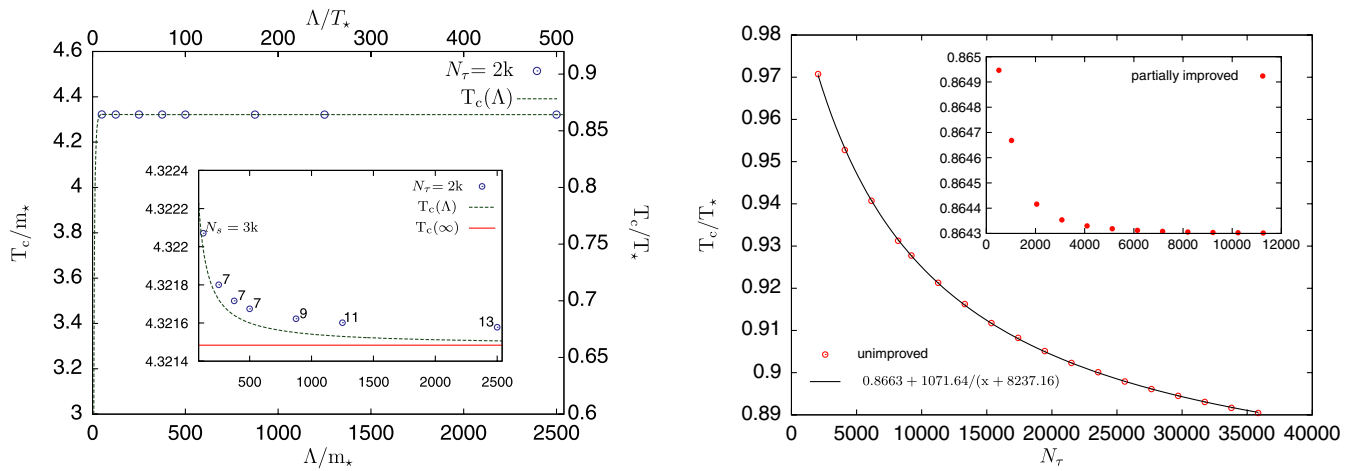 Λ/T⋆
0 100 200 300 400 500
4.6
4.4
4.2
4
3.8
3.6
3.4
3.2
3
T_c/m⋆
0.9
0.85
0.8
0.75
0.7
0.65
0.6
T_c/T⋆
N_τ = 2k
T_c(Λ)
4.3224
4.3222
4.322
4.3218
4.3216
4.3214
N_τ = 2k
T_c(Λ)
T_c(∞)
N_s = 3k
7
7
7
9
11
13
500 1000 1500 2000 2500
0 500 1000 1500 2000 2500
Λ/m⋆
0.98
0.97
0.96
0.95
0.94
0.93
0.92
0.91
0.9
0.89
T_c/T⋆
0.865
0.8649
0.8648
0.8647
0.8645
0.8644
0.8643
partially improved
0 2000 4000 6000 8000 10000 12000
unimproved
0.8663 + 1071.64/(x + 8237.16)
0 5000 10000 15000 20000 25000 30000 35000 40000
N_τ